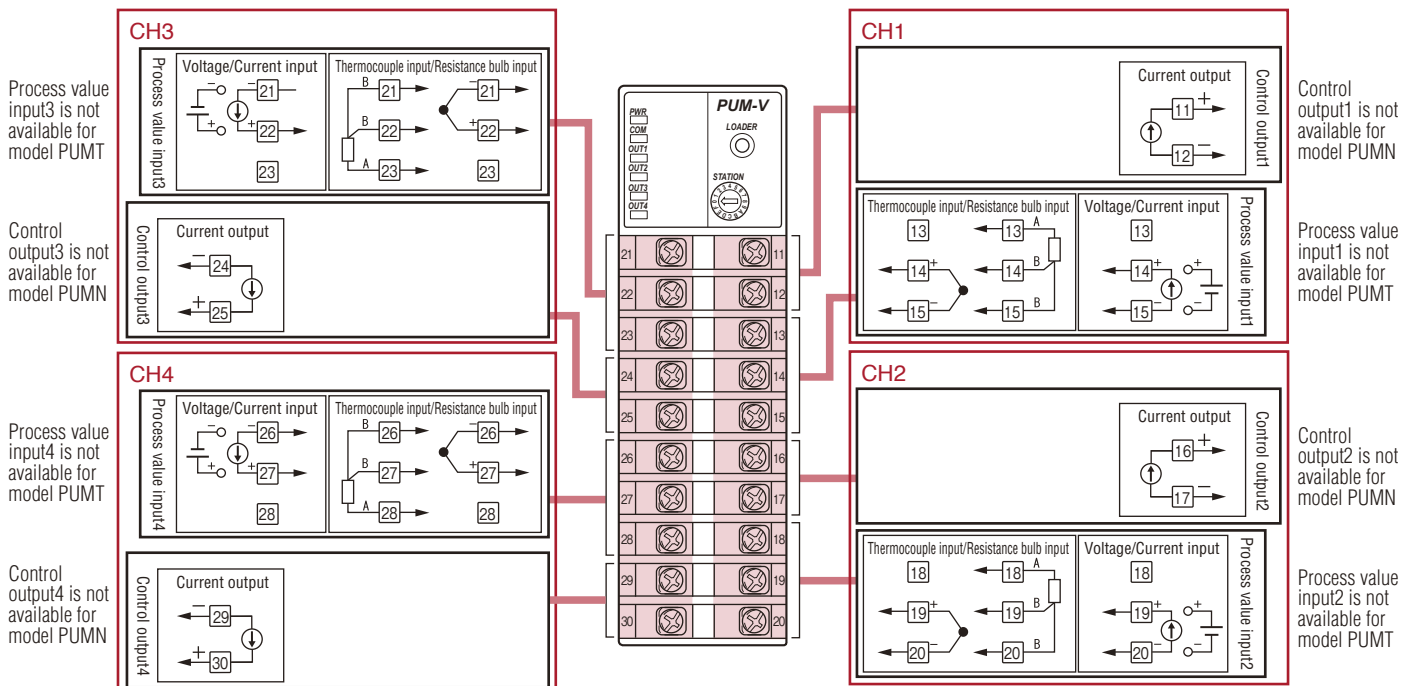 CH3
Process value
input3 is not
available for
model PUMT
Process value input3
Voltage/Current input
−
−
21
+
+
22
23
Thermocouple input/Resistance bulb input
B
21
B
22
A
23
−
21
+
22
23
Control
output3 is not
available for
model PUMN
Control output3
Current output
−
24
+
25
CH4
Process value
input4 is not
available for
model PUMT
Process value input4
Voltage/Current input
−
−
26
+
+
27
28
Thermocouple input/Resistance bulb input
B
26
B
27
A
28
−
26
+
27
28
Control
output4 is not
available for
model PUMN
Control output4
Current output
−
29
+
30
PUM-V
PWR
COM
OUT1
OUT2
OUT3
OUT4
LOADER
STATION
21
11
22
12
23
13
24
14
25
15
26
16
27
17
28
18
29
19
30
20
CH1
Current output
11
+
12
−
Control output1
Control
output1 is not
available for
model PUMN
Thermocouple input/Resistance bulb input
13
14
+
15
−
13
A
14
B
15
B
Voltage/Current input
13
14
+
+
15
−
−
Process value input1
Process value
input1 is not
available for
model PUMT
CH2
Current output
16
+
17
−
Control output2
Control
output2 is not
available for
model PUMN
Thermocouple input/Resistance bulb input
18
19
+
20
−
18
A
19
B
20
B
Voltage/Current input
18
19
+
+
20
−
−
Process value input2
Process value
input2 is not
available for
model PUMT